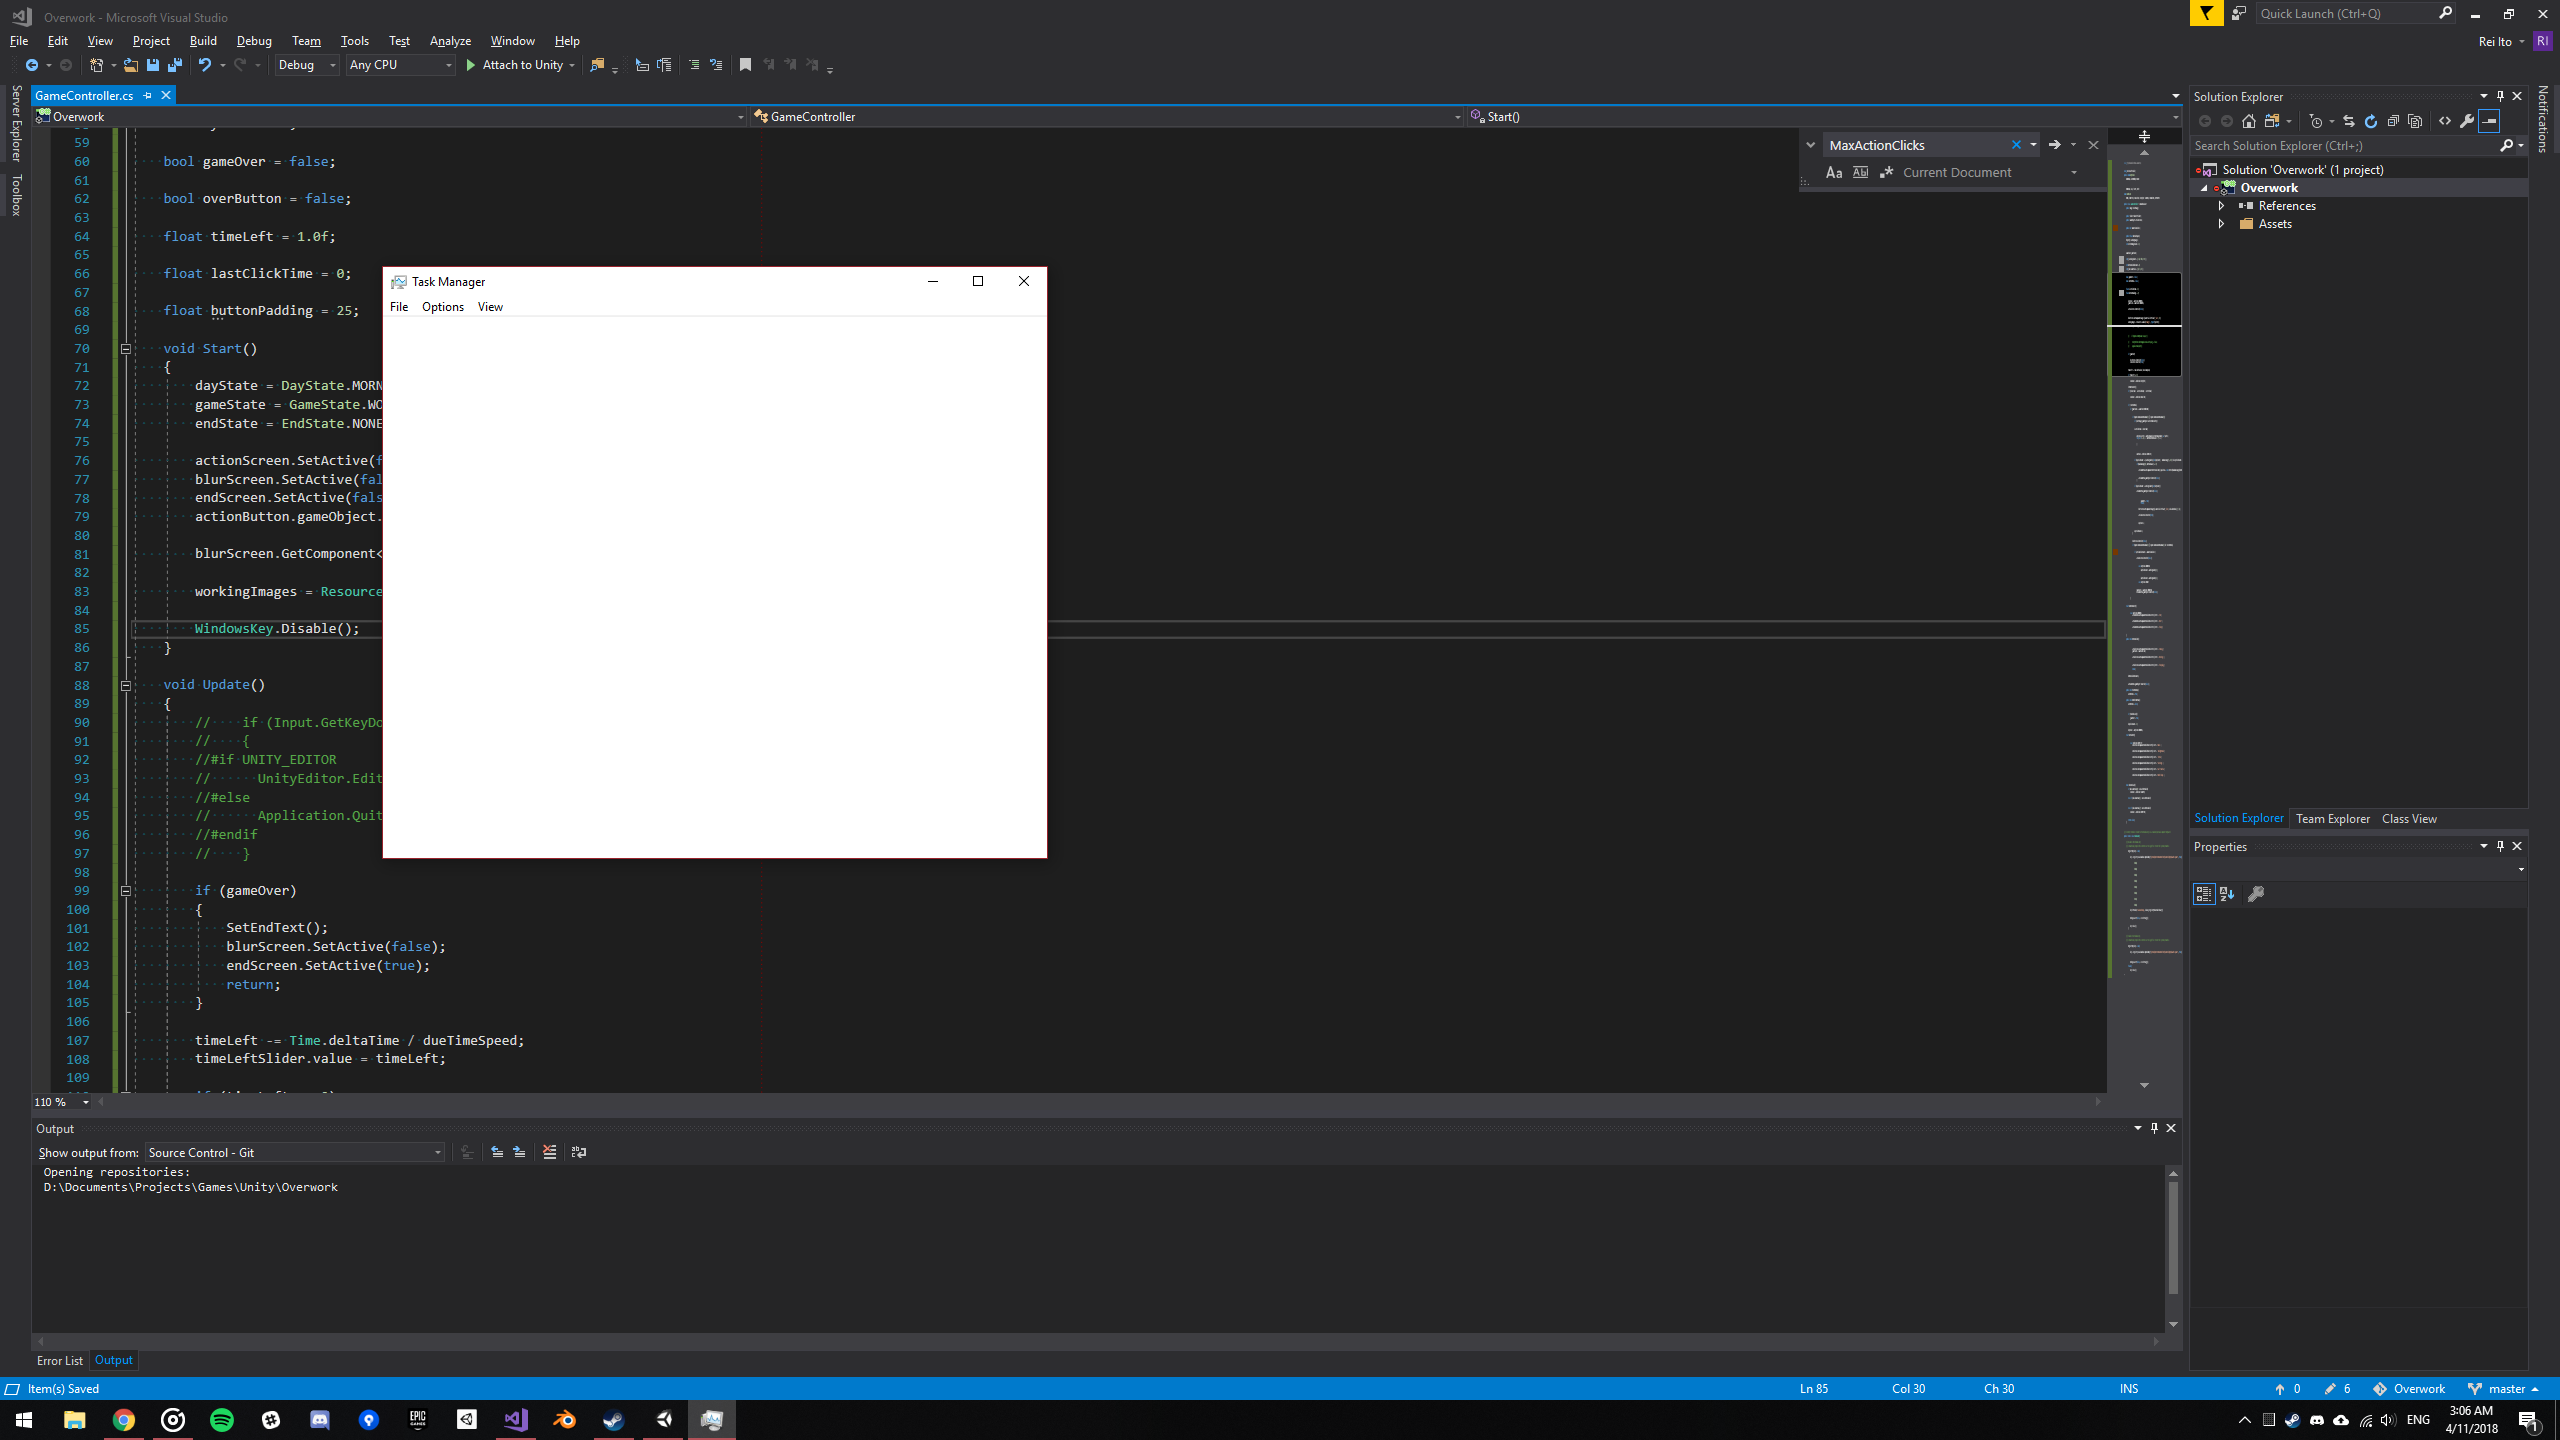 Overwork - Microsoft Visual Studio
Quick Launch (Ctrl+Q)
File Edit View Project Build Debug Team Tools Test Analyze Window Help
Rei Ito RI
Debug Any CPU Attach to Unity
Server Explorer
Toolbox
Notifications
GameController.cs
Overwork GameController Start()
MaxActionClicks
Aa Current Document
59
60 bool gameOver = false;
61
62 bool overButton = false;
63
64 float timeLeft = 1.0f;
65
66 float lastClickTime = 0;
67
68 float buttonPadding = 25;
69
70 void Start()
71 {
72 dayState = DayState.MORN
73 gameState = GameState.WO
74 endState = EndState.NONE
75
76 actionScreen.SetActive(f
77 blurScreen.SetActive(fal
78 endScreen.SetActive(fals
79 actionButton.gameObject.
80
81 blurScreen.GetComponent<
82
83 workingImages = Resource
84
85 WindowsKey.Disable();
86 }
87
88 void Update()
89 {
90 // if (Input.GetKeyDo
91 // {
92 //#if UNITY_EDITOR
93 // UnityEditor.Edit
94 //#else
95 // Application.Quit
96 //#endif
97 // }
98
99 if (gameOver)
100 {
101 SetEndText();
102 blurScreen.SetActive(false);
103 endScreen.SetActive(true);
104 return;
105 }
106
107 timeLeft -= Time.deltaTime / dueTimeSpeed;
108 timeLeftSlider.value = timeLeft;
109
Task Manager
File Options View
110 %
Solution Explorer
Search Solution Explorer (Ctrl+;)
Solution 'Overwork' (1 project)
Overwork
References
Assets
Solution Explorer Team Explorer Class View
Properties
Output
Show output from: Source Control - Git
Opening repositories:
D:\Documents\Projects\Games\Unity\Overwork
Error List Output
Item(s) Saved Ln 85 Col 30 Ch 30 INS 0 6 Overwork master
EPIC GAMES
ENG
3:06 AM
4/11/2018
1